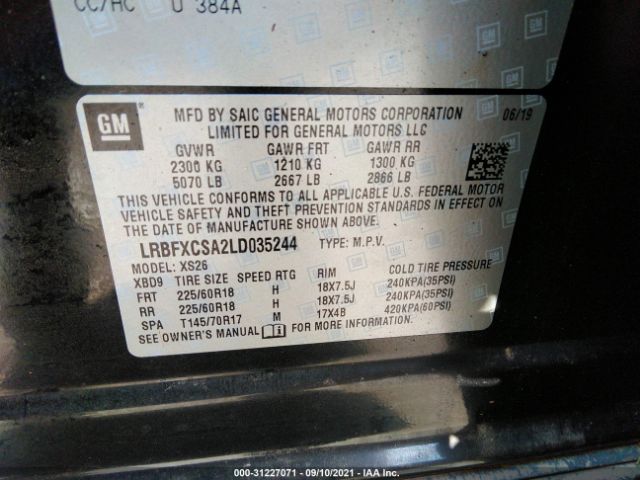 CC/HC U 384A
GM
MFD BY SAIC GENERAL MOTORS CORPORATION 06/19
LIMITED FOR GENERAL MOTORS LLC
GVWR GAWR FRT GAWR RR
2300 KG 1210 KG 1300 KG
5070 LB 2667 LB 2866 LB
THIS VEHICLE CONFORMS TO ALL APPLICABLE U.S. FEDERAL MOTOR
VEHICLE SAFETY AND THEFT PREVENTION STANDARDS IN EFFECT ON
THE DATE OF MANUFACTURE SHOWN ABOVE.
LRBFXCSA2LD035244 TYPE: M.P.V.
MODEL: XS26
XBD9 TIRE SIZE SPEED RTG RIM COLD TIRE PRESSURE
FRT 225/60R18 H 18X7.5J 240KPA(35PSI)
RR 225/60R18 H 18X7.5J 240KPA(35PSI)
SPA T145/70R17 M 17X4B 420KPA(60PSI)
SEE OWNER'S MANUAL FOR MORE INFORMATION.
000-31227071 - 09/10/2021 - IAA Inc.